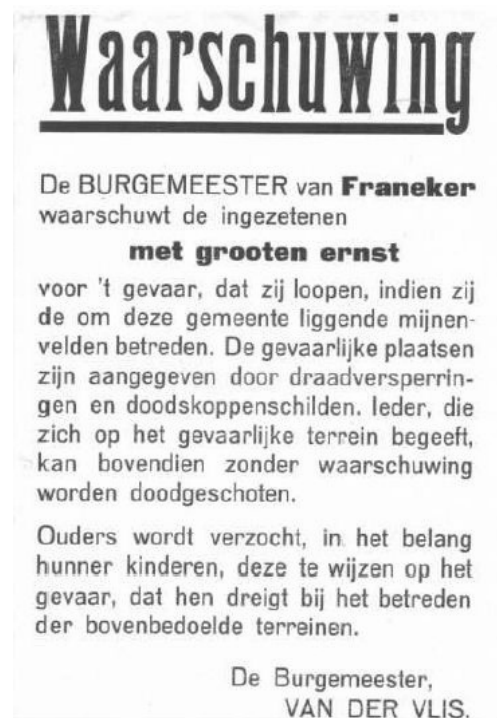 Waarschuwing
De BURGEMEESTER van Franeker
waarschuwt de ingezetenen
met grooten ernst
voor 't gevaar, dat zij loopen, indien zij
de om deze gemeente liggende mijnen-
velden betreden. De gevaarlijke plaatsen
zijn aangegeven door draadversperrin-
gen en doodskoppenschilden. Ieder, die
zich op het gevaarlijke terrein begeeft,
kan bovendien zonder waarschuwing
worden doodgeschoten.
Ouders wordt verzocht, in het belang
hunner kinderen, deze te wijzen op het
gevaar, dat hen dreigt bij het betreden
der bovenbedoelde terreinen.
De Burgemeester,
VAN DER VLIS.